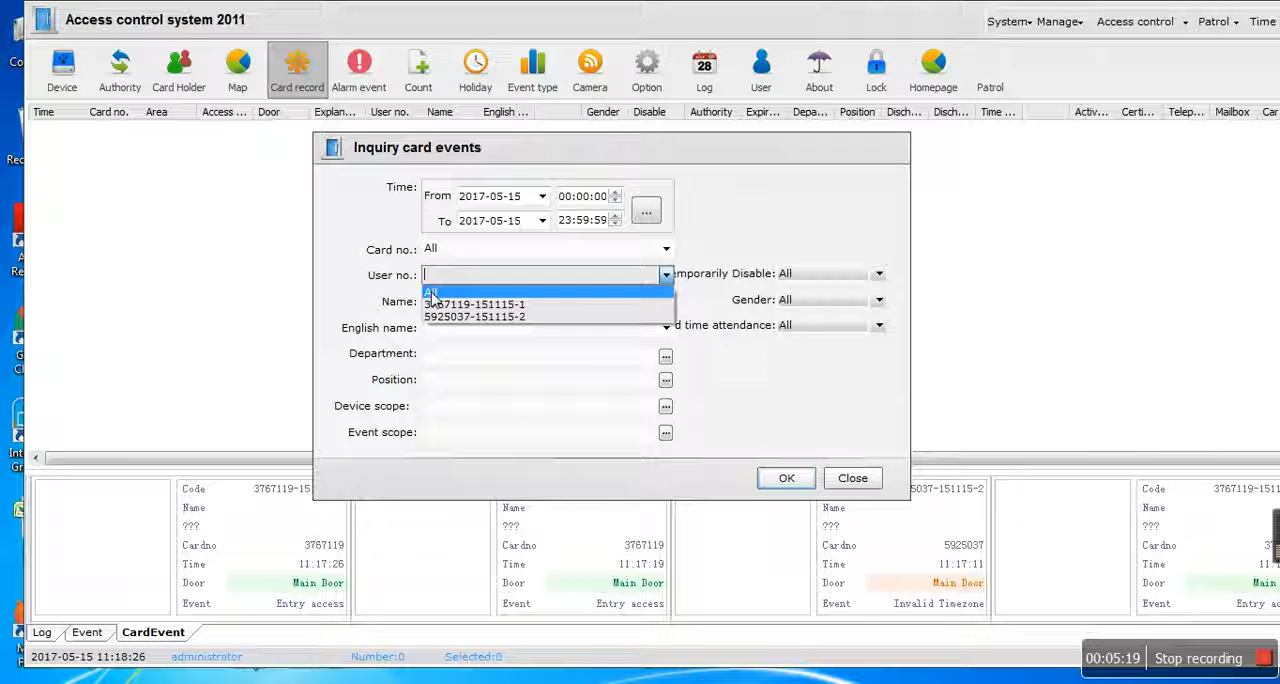 Access control system 2011
System Manage Access control Patrol Time
Device Authority Card Holder Map Card record Alarm event Count Holiday Event type Camera Option Log User About Lock Homepage Patrol
28
Time Card no. Area Access ... Door Explan... User no. Name English ... Gender Disable Authority Expir... Depa... Position Disch... Disch... Time ... Activ... Certi... Telep... Mailbox Car
Inquiry card events
Time:
From 2017-05-15 00:00:00
To 2017-05-15 23:59:59
...
Card no.: All
User no.:
All
3767119-151115-1
5925037-151115-2
Name:
English name:
Department: ...
Position: ...
Device scope: ...
Event scope: ...
mporarily Disable: All
Gender: All
d time attendance: All
OK Close
Code 3767119-15
Name
???
Cardno 3767119
Time 11:17:26
Door Main Door
Event Entry access
Name
???
Cardno 3767119
Time 11:17:19
Door Main Door
Event Entry access
5037-151115-2
Name
???
Cardno 5925037
Time 11:17:11
Door Main Door
Event Invalid Timezone
Code 3767119-151
Name
???
Cardno
Time 11:1
Door Main
Event Entry a
Log Event CardEvent
2017-05-15 11:18:26 administrator Number:0 Selected:0
00:05:19 Stop recording